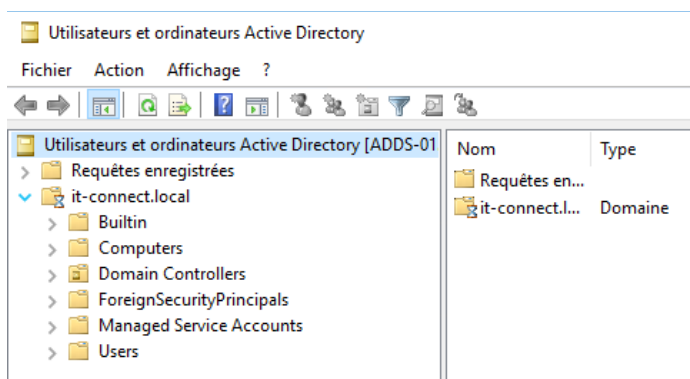 Utilisateurs et ordinateurs Active Directory
Fichier Action Affichage ?
Utilisateurs et ordinateurs Active Directory [ADDS-01
Requêtes enregistrées
it-connect.local
Builtin
Computers
Domain Controllers
ForeignSecurityPrincipals
Managed Service Accounts
Users
Nom Type
Requêtes en...
it-connect.l... Domaine